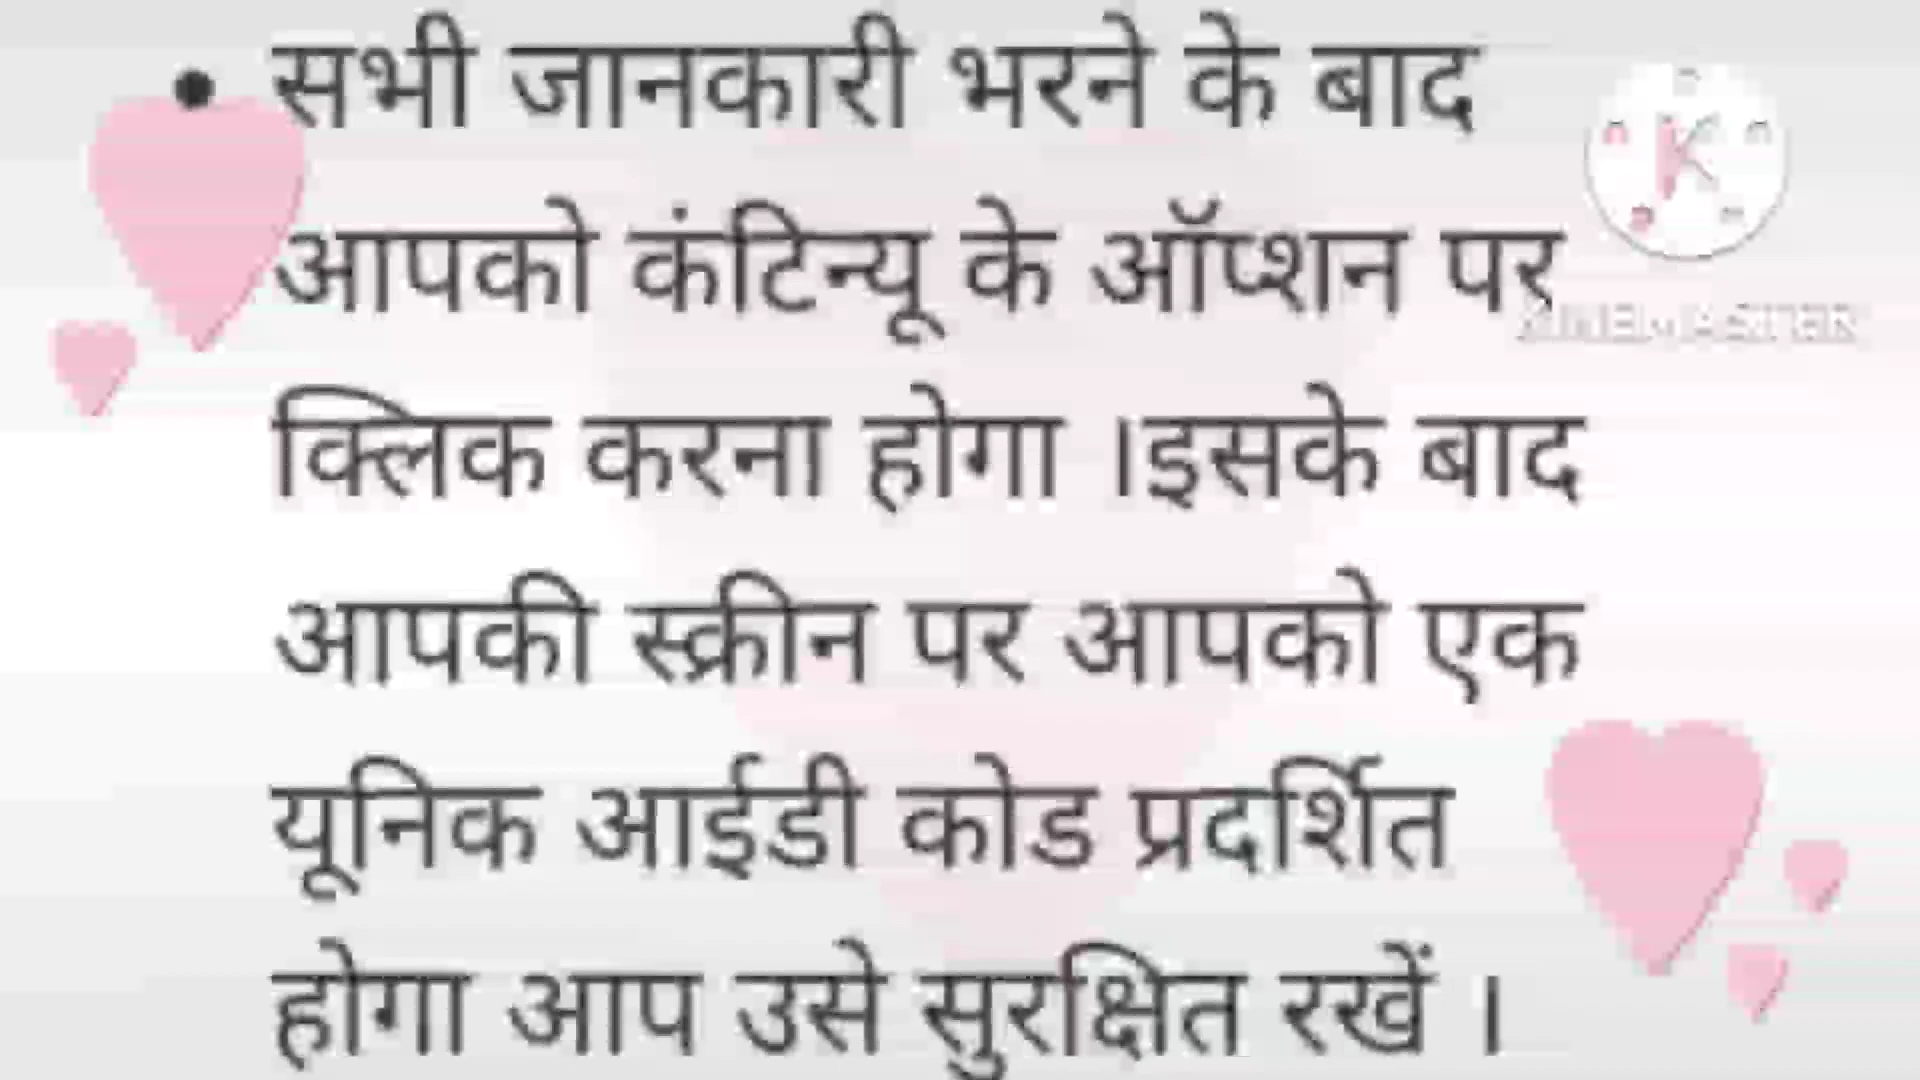 • सभी जानकारी भरने के बाद
आपको कंटिन्यू के ऑप्शन पर
KINEMASTER
क्लिक करना होगा ।इसके बाद
आपकी स्क्रीन पर आपको एक
यूनिक आईडी कोड प्रदर्शित
होगा आप उसे सुरक्षित रखें ।